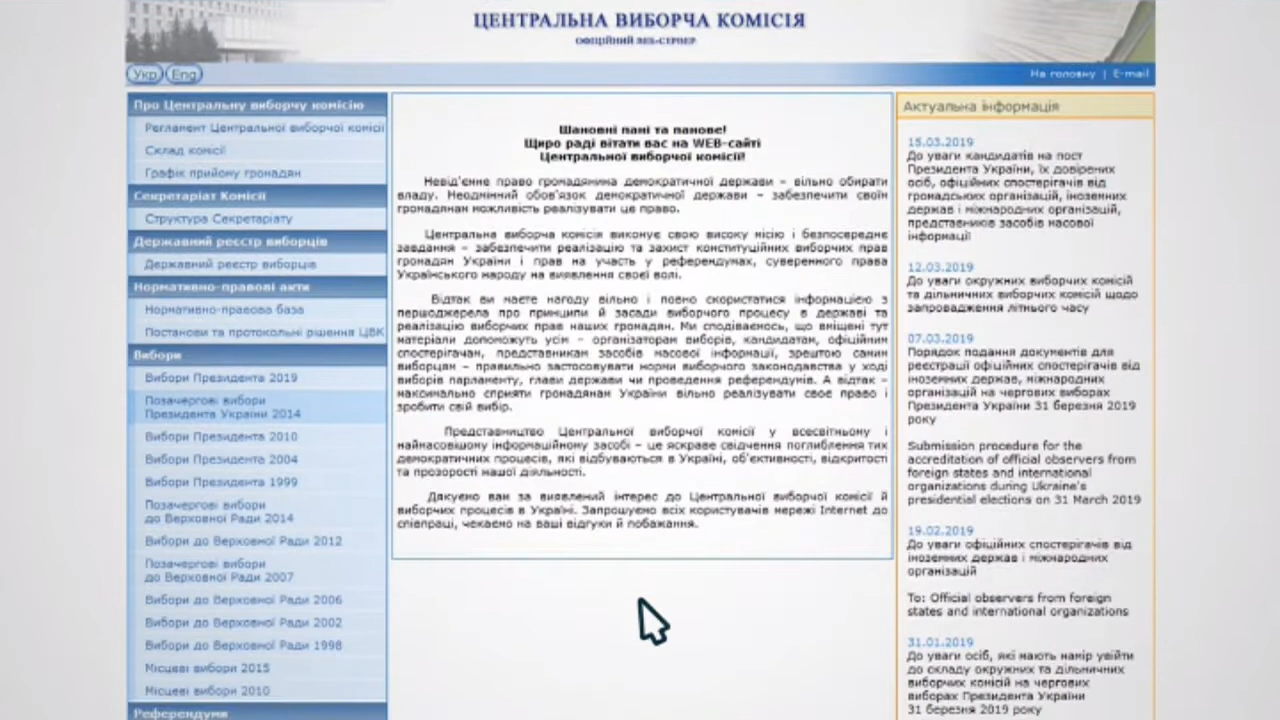 ЦЕНТРАЛЬНА ВИБОРЧА КОМІСІЯ
ОФІЦІЙНИЙ ВЕБ-СЕРВЕР
Укр Eng
На головну | E-mail
Про Центральну виборчу комісію
Регламент Центральної виборчої комісії
Склад комісії
Графік прийому громадян
Секретаріат Комісії
Структура Секретаріату
Державний реєстр виборців
Державний реєстр виборців
Нормативно-правові акти
Нормативно-правова база
Постанови та протокольні рішення ЦВК
Вибори
Вибори Президента 2019
Позачергові вибори
Президента України 2014
Вибори Президента 2010
Вибори Президента 2004
Вибори Президента 1999
Позачергові вибори
до Верховної Ради 2014
Вибори до Верховної Ради 2012
Позачергові вибори
до Верховної Ради 2007
Вибори до Верховної Ради 2006
Вибори до Верховної Ради 2002
Вибори до Верховної Ради 1998
Місцеві вибори 2015
Місцеві вибори 2010
Референдуми
Шановні пані та панове!
Щиро раді вітати вас на WEB-сайті
Центральної виборчої комісії!
Невід'ємне право громадянина демократичної держави – вільно обирати
владу. Неодмінний обов'язок демократичної держави – забезпечити своїм
громадянам можливість реалізувати це право.
Центральна виборча комісія виконує свою високу місію і безпосереднє
завдання – забезпечити реалізацію та захист конституційних виборчих прав
громадян України і прав на участь у референдумах, суверенного права
Українського народу на виявлення своєї волі.
Відтак ви маєте нагоду вільно і повно скористатися інформацією з
першоджерела про принципи й засади виборчого процесу в державі та
реалізацію виборчих прав наших громадян. Ми сподіваємось, що вміщені тут
матеріали допоможуть усім – організаторам виборів, кандидатам, офіційним
спостерігачам, представникам засобів масової інформації, зрештою самим
виборцям – правильно застосовувати норми виборчого законодавства у ході
виборів парламенту, глави держави чи проведення референдумів. А відтак –
максимально сприяти громадянам України вільно реалізувати своє право і
зробити свій вибір.
Представництво Центральної виборчої комісії у всесвітньому і
наймасовішому інформаційному засобі – це яскраве свідчення поглиблення тих
демократичних процесів, які відбуваються в Україні, об'єктивності, відкритості
та прозорості нашої діяльності.
Дякуємо вам за виявлений інтерес до Центральної виборчої комісії й
виборчих процесів в Україні. Запрошуємо всіх користувачів мережі Internet до
співпраці, чекаємо на ваші відгуки й побажання.
Актуальна інформація
15.03.2019
До уваги кандидатів на пост
Президента України, їх довірених
осіб, офіційних спостерігачів від
громадських організацій, іноземних
держав і міжнародних організацій,
представників засобів масової
інформації
12.03.2019
До уваги окружних виборчих комісій
та дільничних виборчих комісій щодо
запровадження літнього часу
07.03.2019
Порядок подання документів для
реєстрації офіційних спостерігачів від
іноземних держав, міжнародних
організацій на чергових виборах
Президента України 31 березня 2019
року
Submission procedure for the
accreditation of official observers from
foreign states and international
organizations during Ukraine's
presidential elections on 31 March 2019
19.02.2019
До уваги офіційних спостерігачів від
іноземних держав і міжнародних
організацій
To: Official observers from foreign
states and international organizations
31.01.2019
До уваги осіб, які мають намір увійти
до складу окружних та дільничних
виборчих комісій на чергових
виборах Президента України
31 березня 2019 року